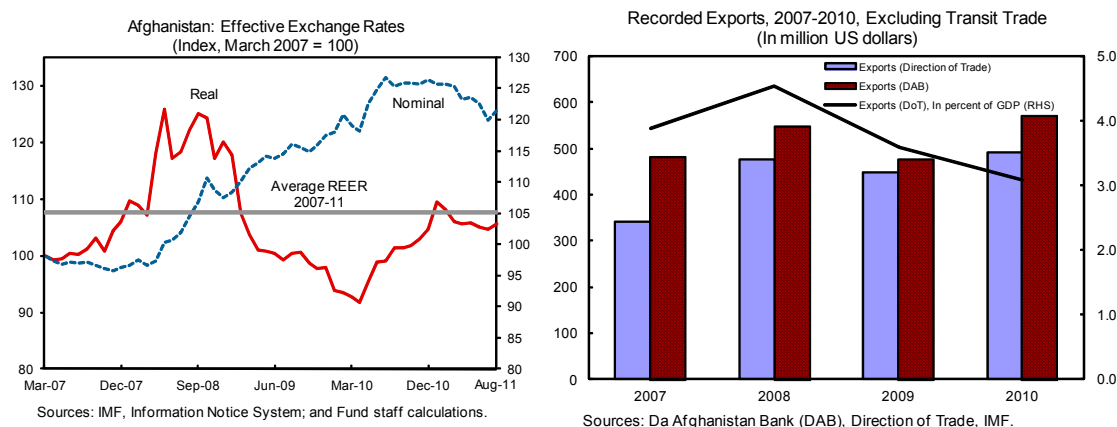 Afghanistan: Effective Exchange Rates
(Index, March 2007 = 100)
130
120
110
100
90
80
130
125
120
115
110
105
100
95
90
85
80
Real
Nominal
Average REER
2007-11
Mar-07
Dec-07
Sep-08
Jun-09
Mar-10
Dec-10
Aug-11
Sources: IMF, Information Notice System; and Fund staff calculations.
Recorded Exports, 2007-2010, Excluding Transit Trade
(In million US dollars)
700
600
500
400
300
200
100
0
5.0
4.0
3.0
2.0
1.0
0.0
Exports (Direction of Trade)
Exports (DAB)
Exports (DoT), In percent of GDP (RHS)
2007
2008
2009
2010
Sources: Da Afghanistan Bank (DAB), Direction of Trade, IMF.